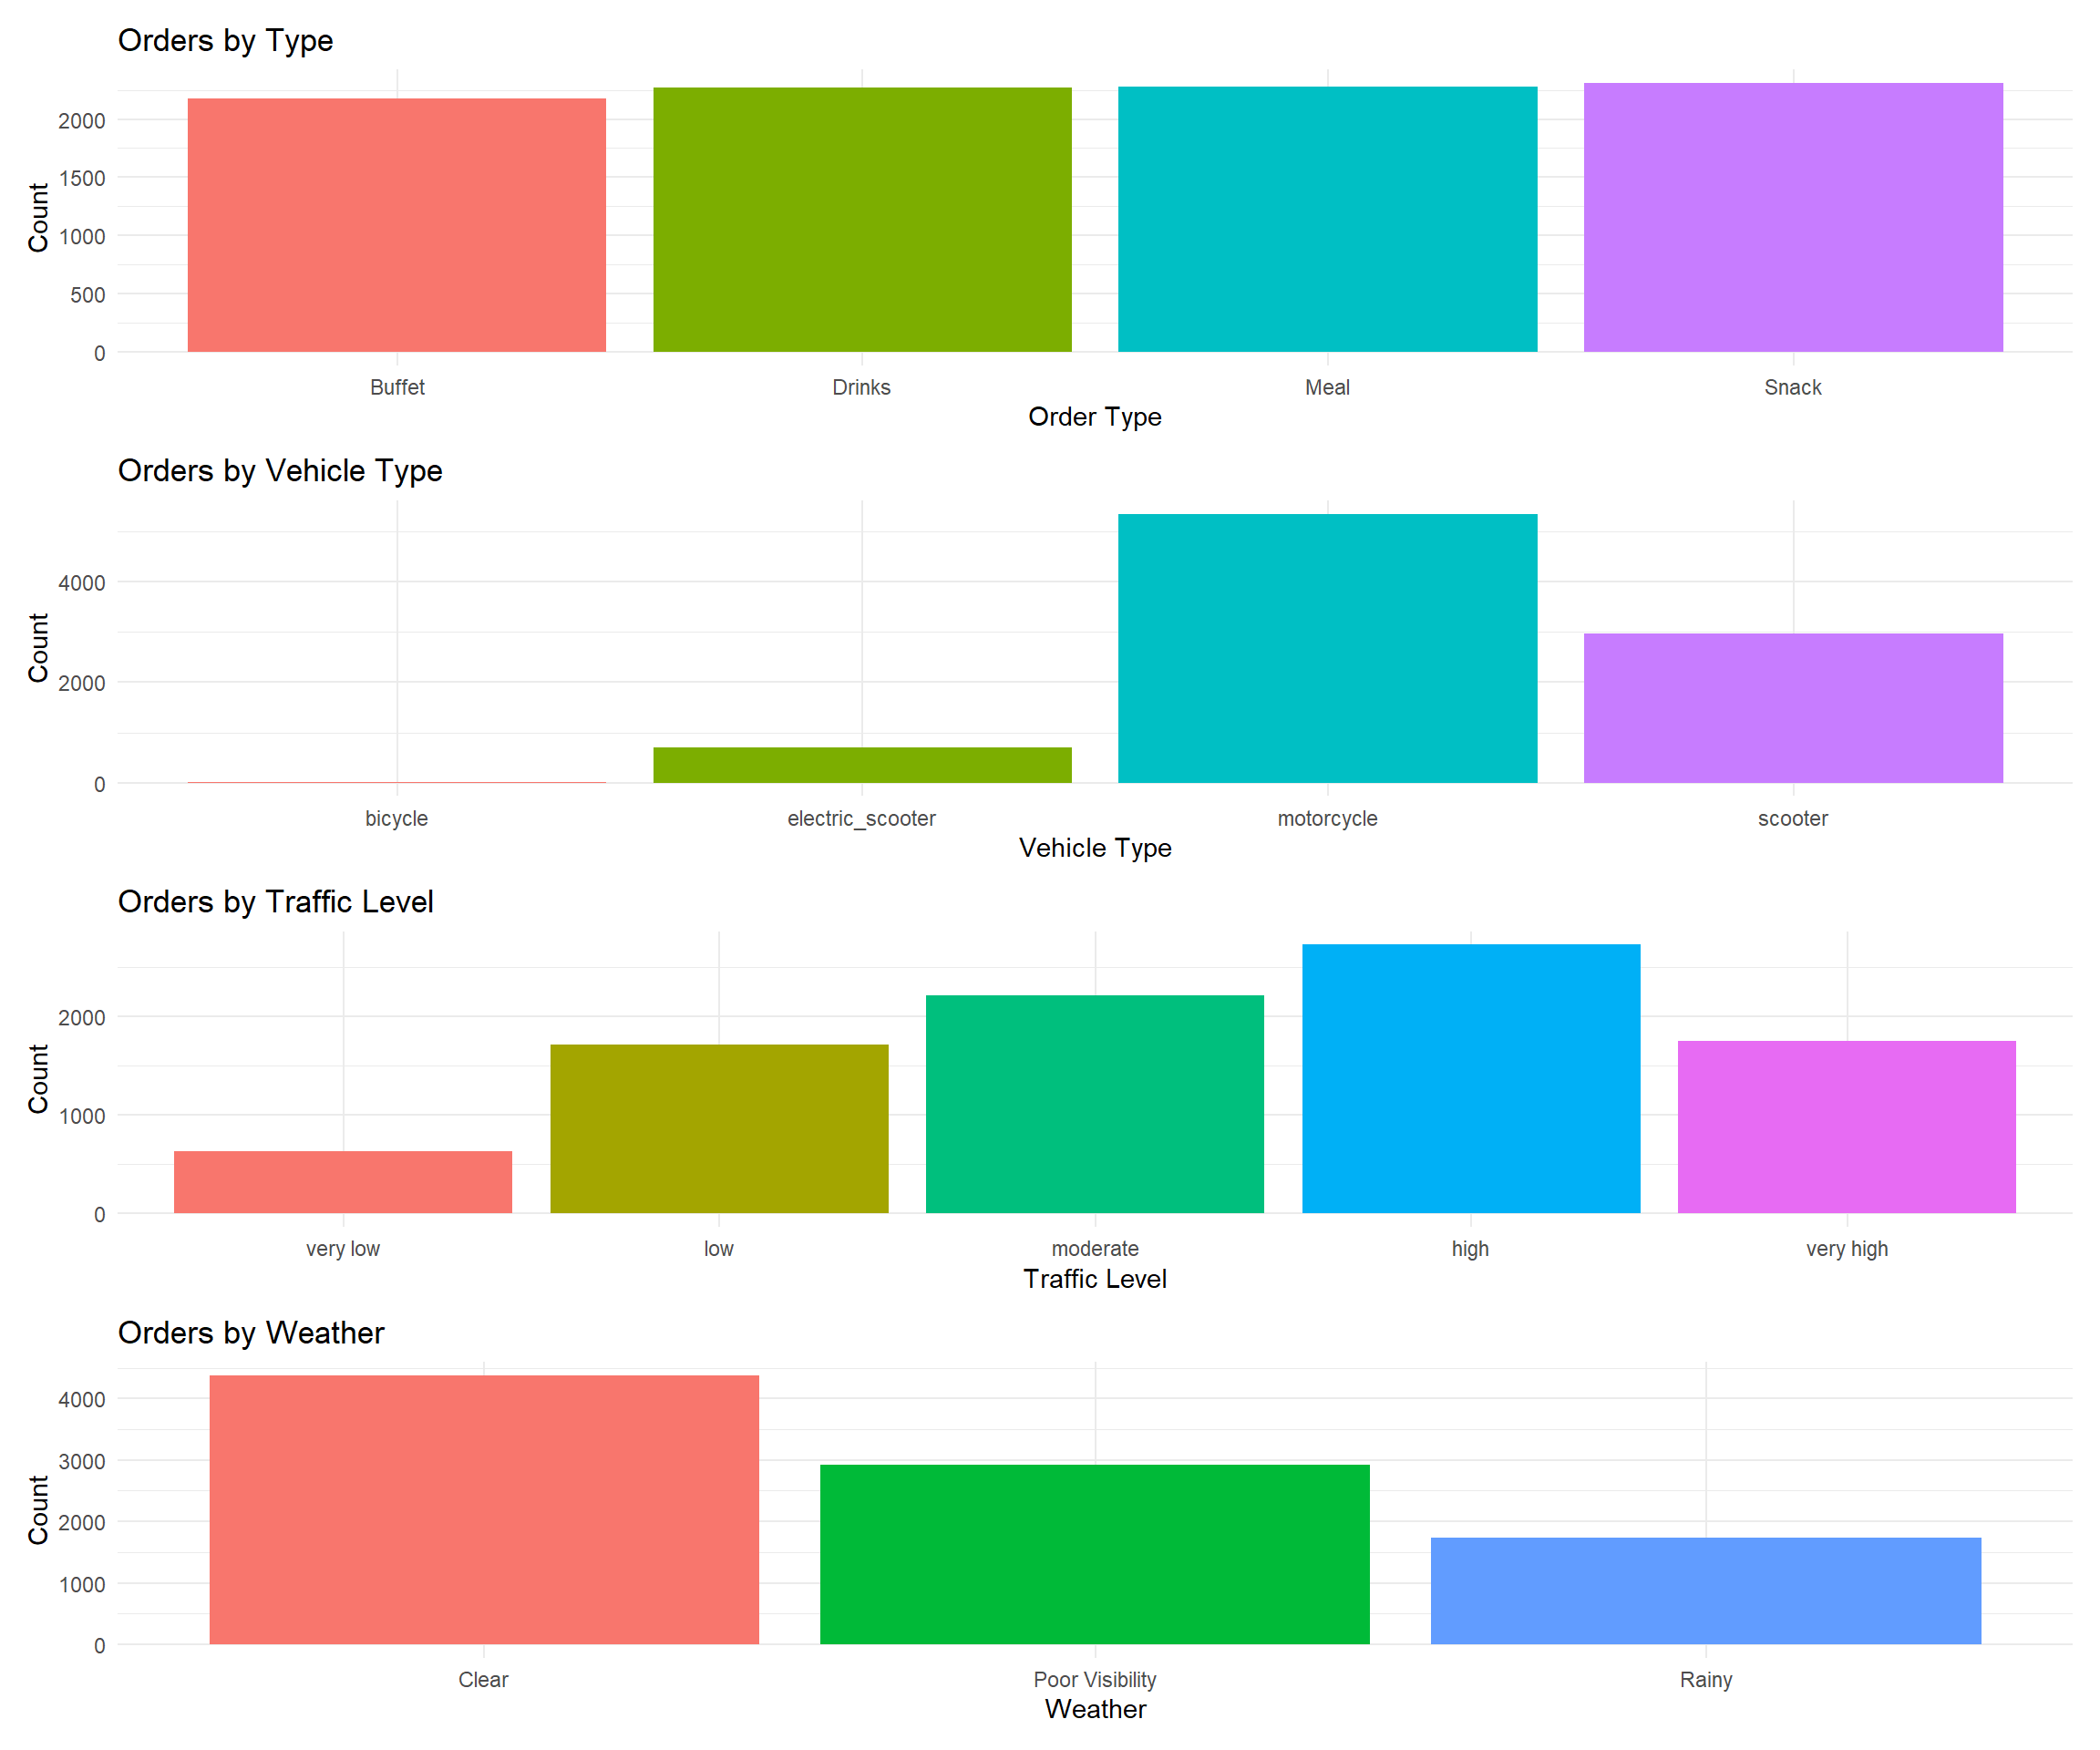 Orders by Type
Count
2000
1500
1000
500
0
Buffet Drinks Meal Snack
Order Type
Orders by Vehicle Type
Count
4000
2000
0
bicycle electric_scooter motorcycle scooter
Vehicle Type
Orders by Traffic Level
Count
2000
1000
0
very low low moderate high very high
Traffic Level
Orders by Weather
Count
4000
3000
2000
1000
0
Clear Poor Visibility Rainy
Weather